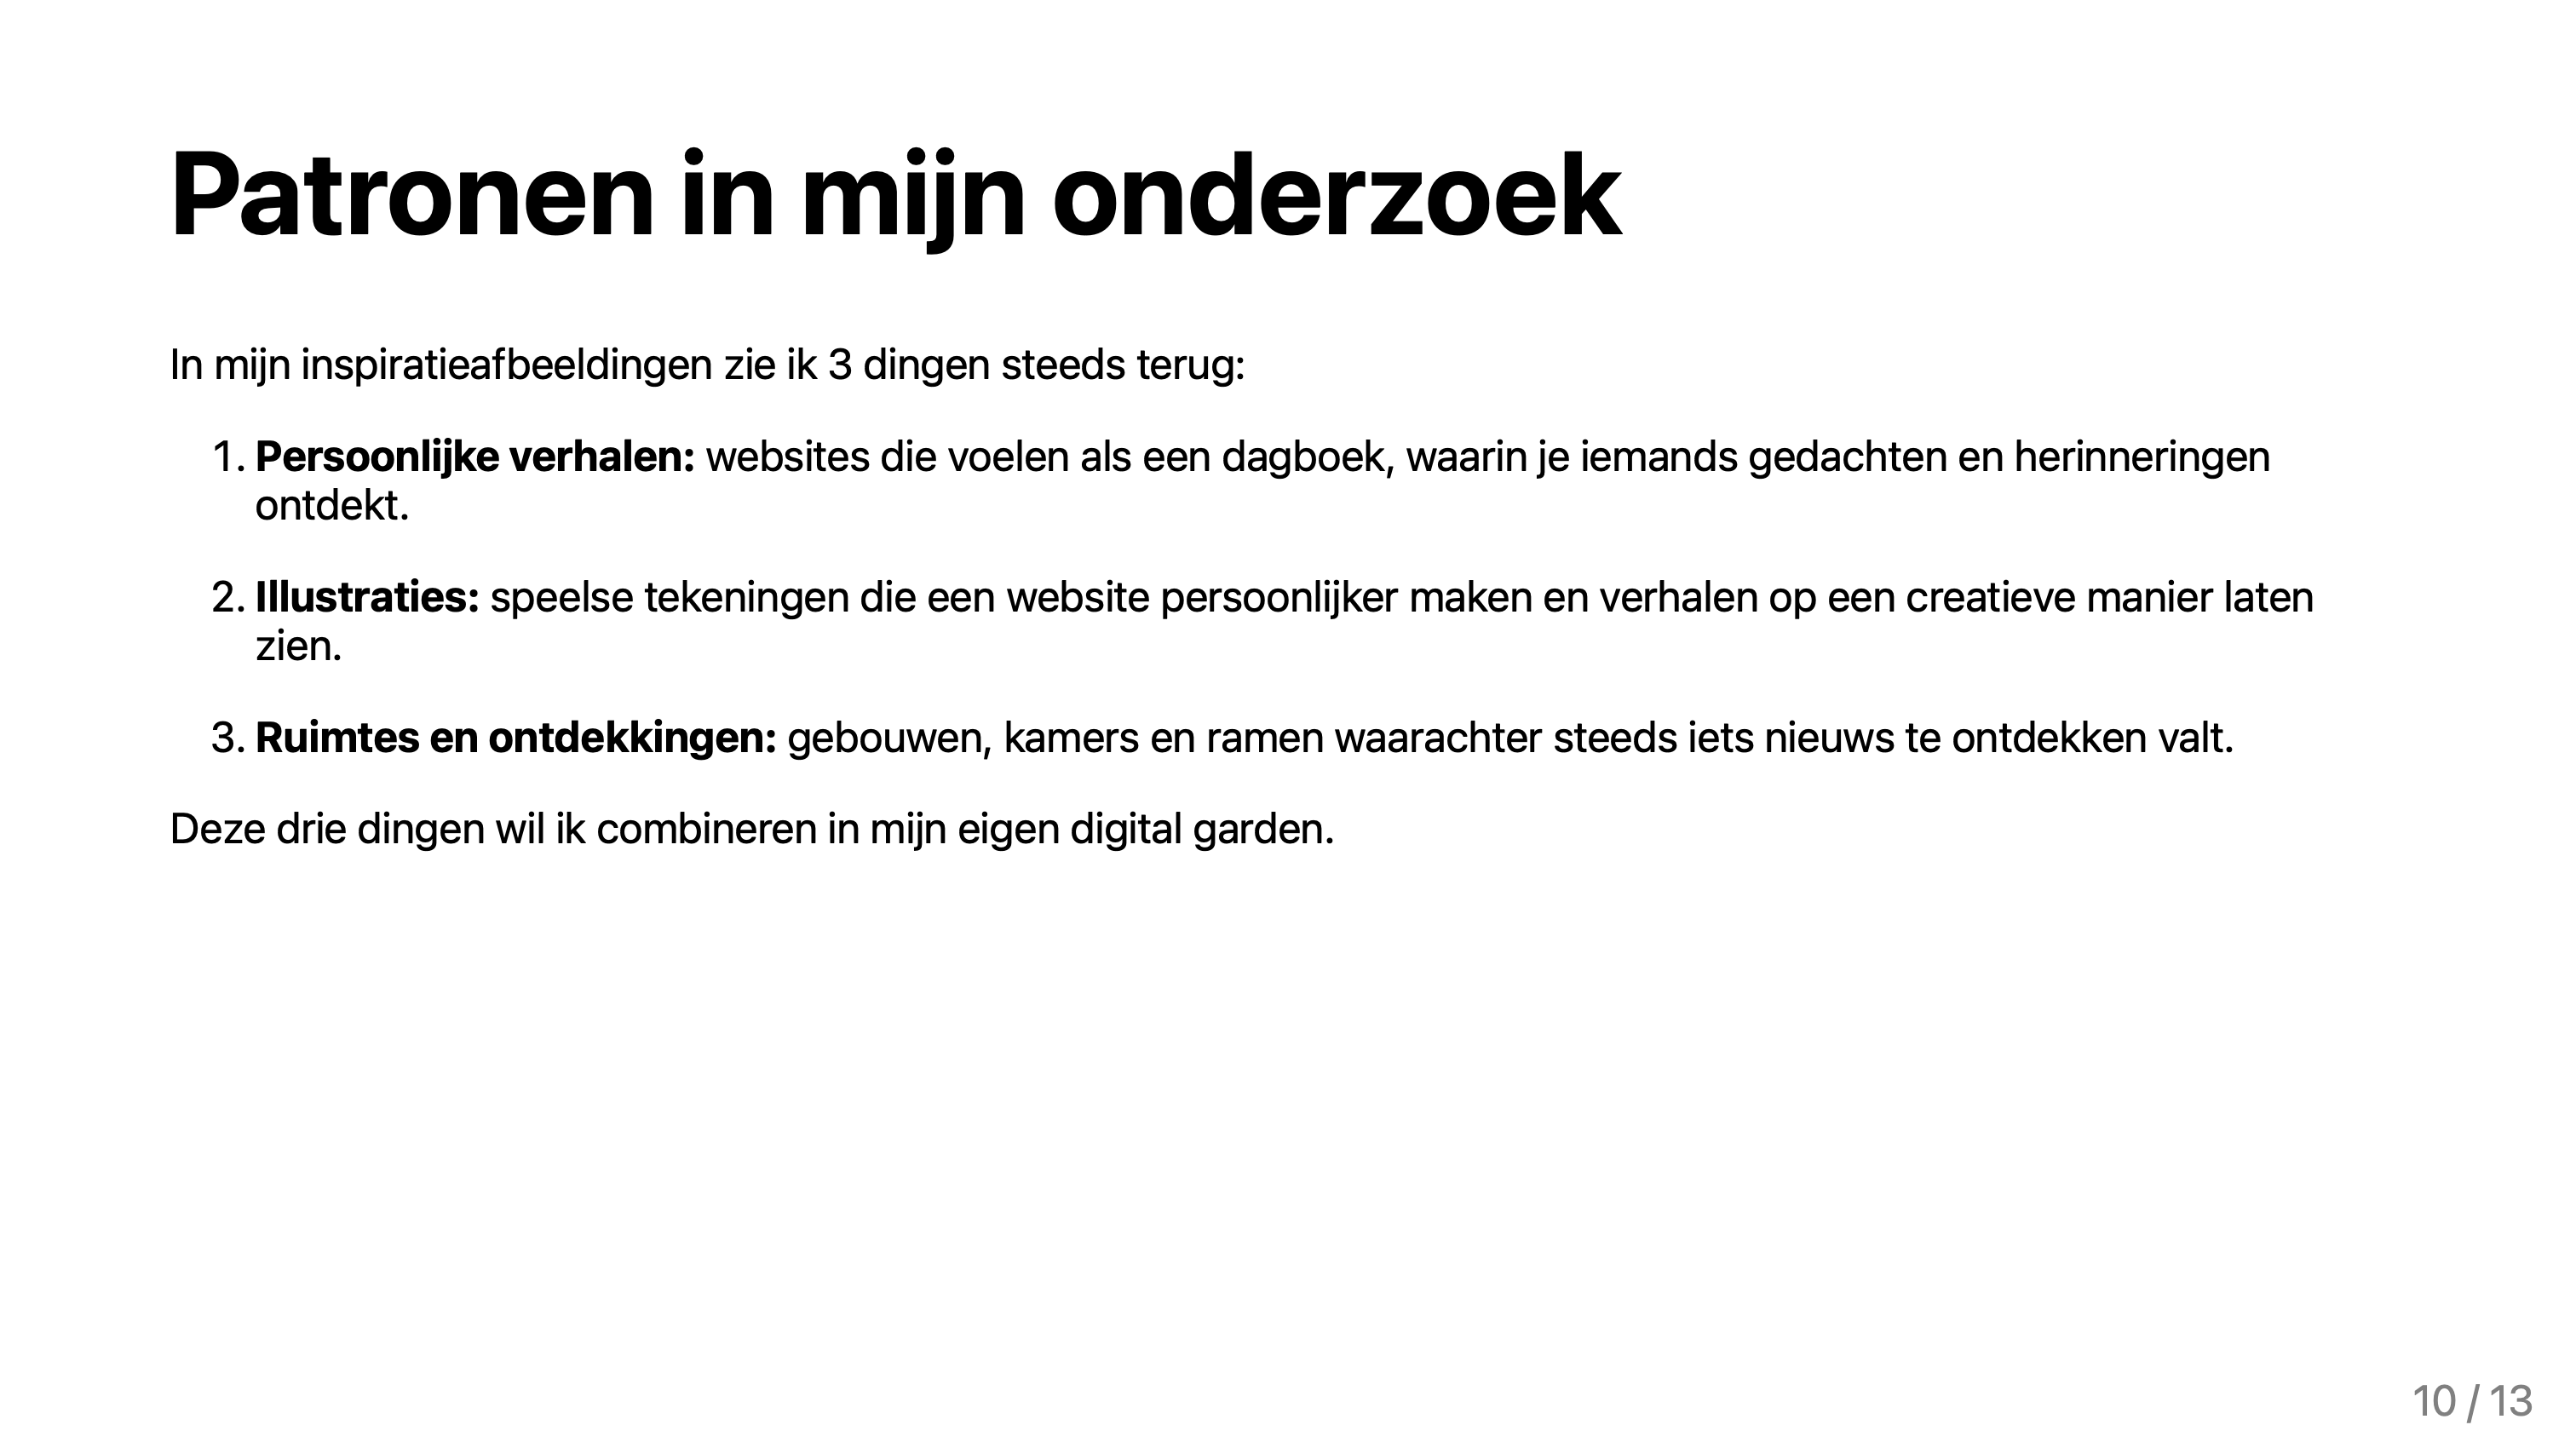 Patronen in mijn onderzoek
In mijn inspiratieafbeeldingen zie ik 3 dingen steeds terug:
1. Persoonlijke verhalen: websites die voelen als een dagboek, waarin je iemands gedachten en herinneringen
ontdekt.
2. Illustraties: speelse tekeningen die een website persoonlijker maken en verhalen op een creatieve manier laten
zien.
3. Ruimtes en ontdekkingen: gebouwen, kamers en ramen waarachter steeds iets nieuws te ontdekken valt.
Deze drie dingen wil ik combineren in mijn eigen digital garden.
10 / 13